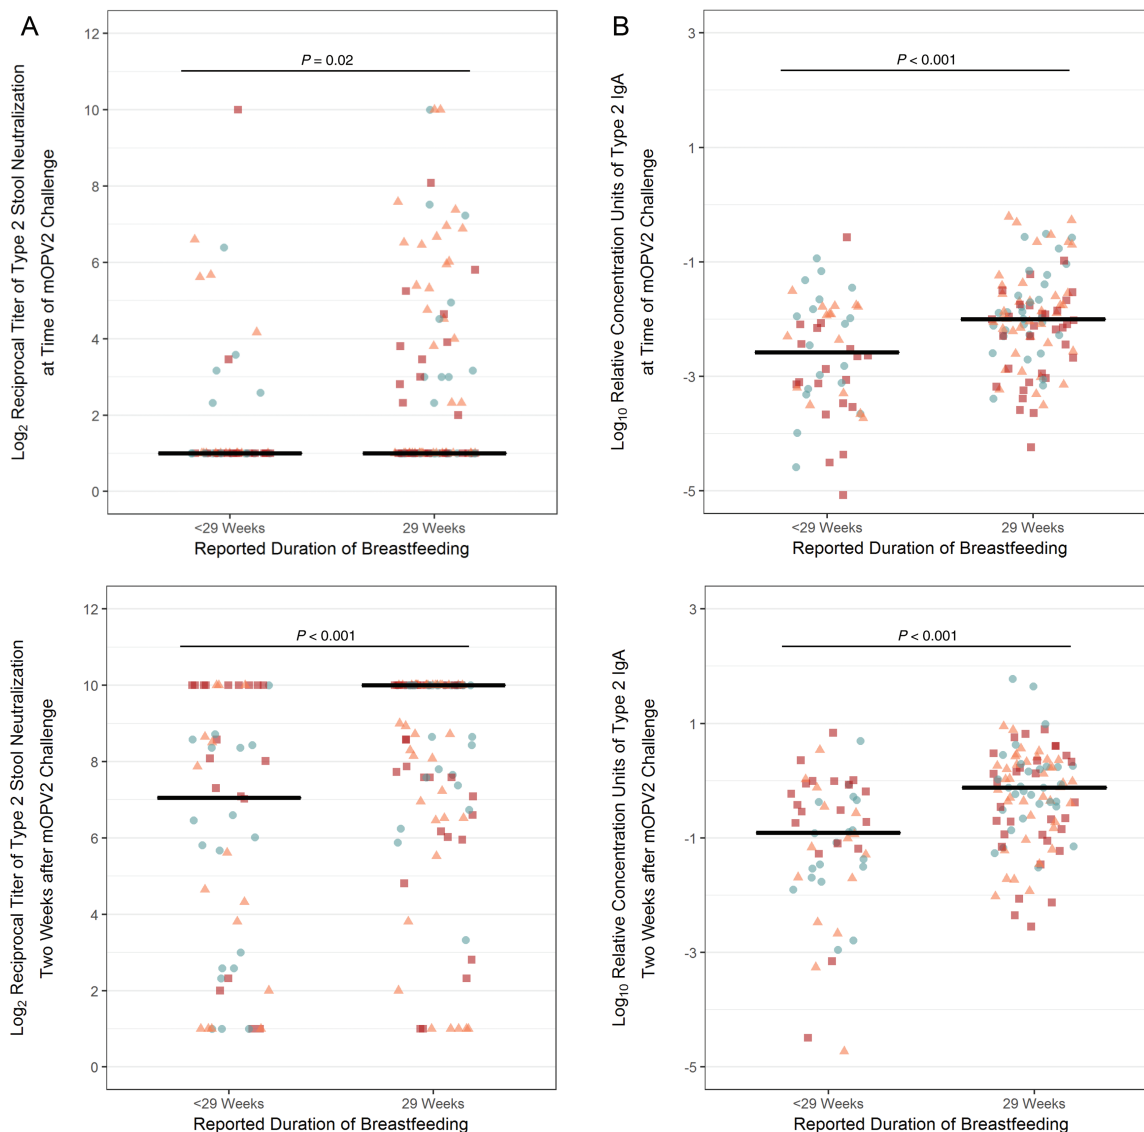 A
Log2 Reciprocal Titer of Type 2 Stool Neutralization
at Time of mOPV2 Challenge
12
10
8
6
4
2
0
P = 0.02
<29 Weeks
29 Weeks
Reported Duration of Breastfeeding
B
Log10 Relative Concentration Units of Type 2 IgA
at Time of mOPV2 Challenge
3
1
-1
-3
-5
P < 0.001
<29 Weeks
29 Weeks
Reported Duration of Breastfeeding
Log2 Reciprocal Titer of Type 2 Stool Neutralization
Two Weeks after mOPV2 Challenge
12
10
8
6
4
2
0
P < 0.001
<29 Weeks
29 Weeks
Reported Duration of Breastfeeding
Log10 Relative Concentration Units of Type 2 IgA
Two Weeks after mOPV2 Challenge
3
1
-1
-3
-5
P < 0.001
<29 Weeks
29 Weeks
Reported Duration of Breastfeeding